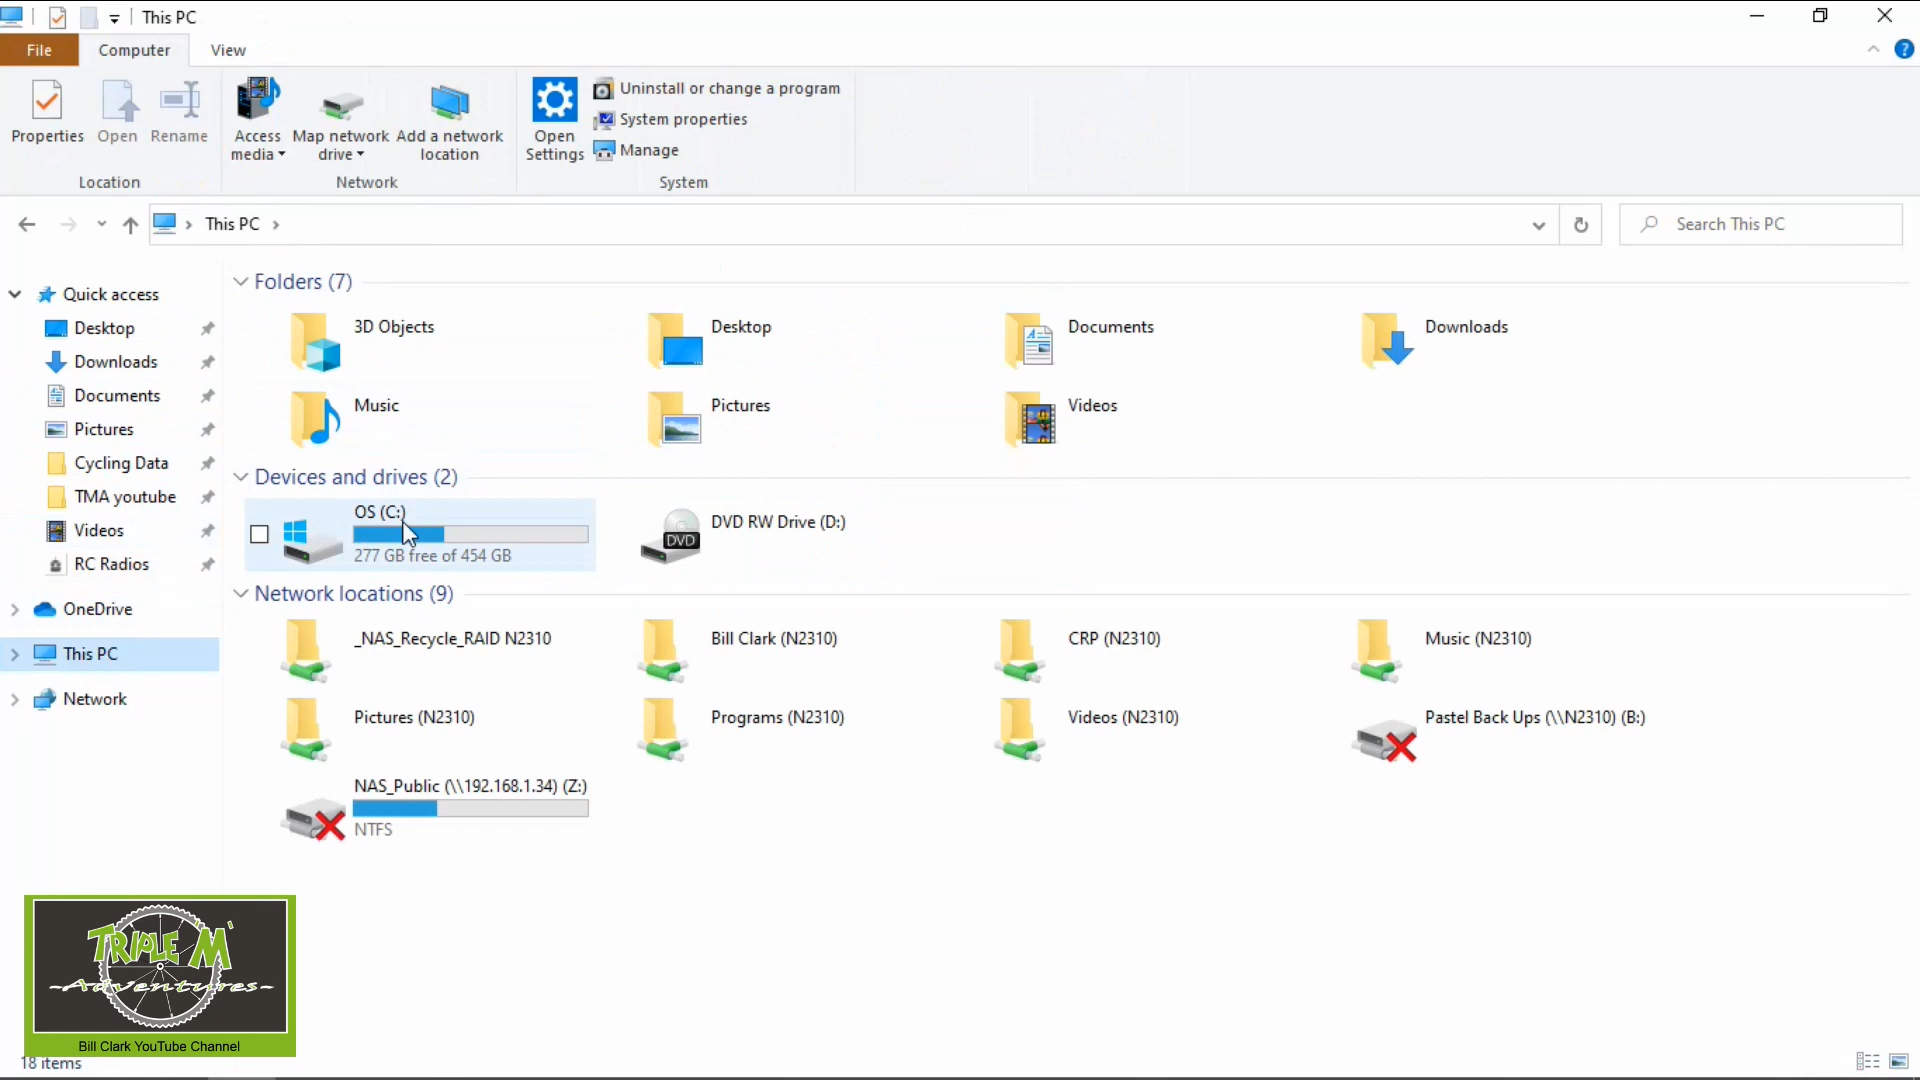 This PC
File
Computer
View
Properties
Open
Rename
Access media
Map network drive
Add a network location
Open Settings
Uninstall or change a program
System properties
Manage
Location
Network
System
This PC
Search This PC
Quick access
Desktop
Downloads
Documents
Pictures
Cycling Data
TMA youtube
Videos
RC Radios
OneDrive
This PC
Network
Folders (7)
3D Objects
Desktop
Documents
Downloads
Music
Pictures
Videos
Devices and drives (2)
OS (C:)
277 GB free of 454 GB
DVD
DVD RW Drive (D:)
Network locations (9)
_NAS_Recycle_RAID N2310
Bill Clark (N2310)
CRP (N2310)
Music (N2310)
Pictures (N2310)
Programs (N2310)
Videos (N2310)
Pastel Back Ups (\\N2310) (B:)
NAS_Public (\\192.168.1.34) (Z:)
NTFS
TRIPLE M
-Adventures-
Bill Clark YouTube Channel
18 items